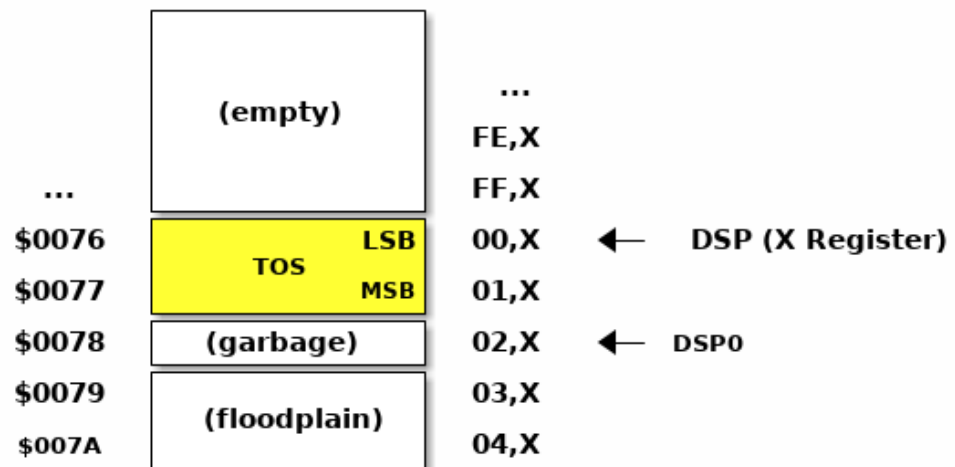 ...
(empty)
FE,X
... FF,X
$0076 LSB 00,X DSP (X Register)
TOS
$0077 MSB 01,X
$0078 (garbage) 02,X DSP0
$0079 03,X
(floodplain)
$007A 04,X